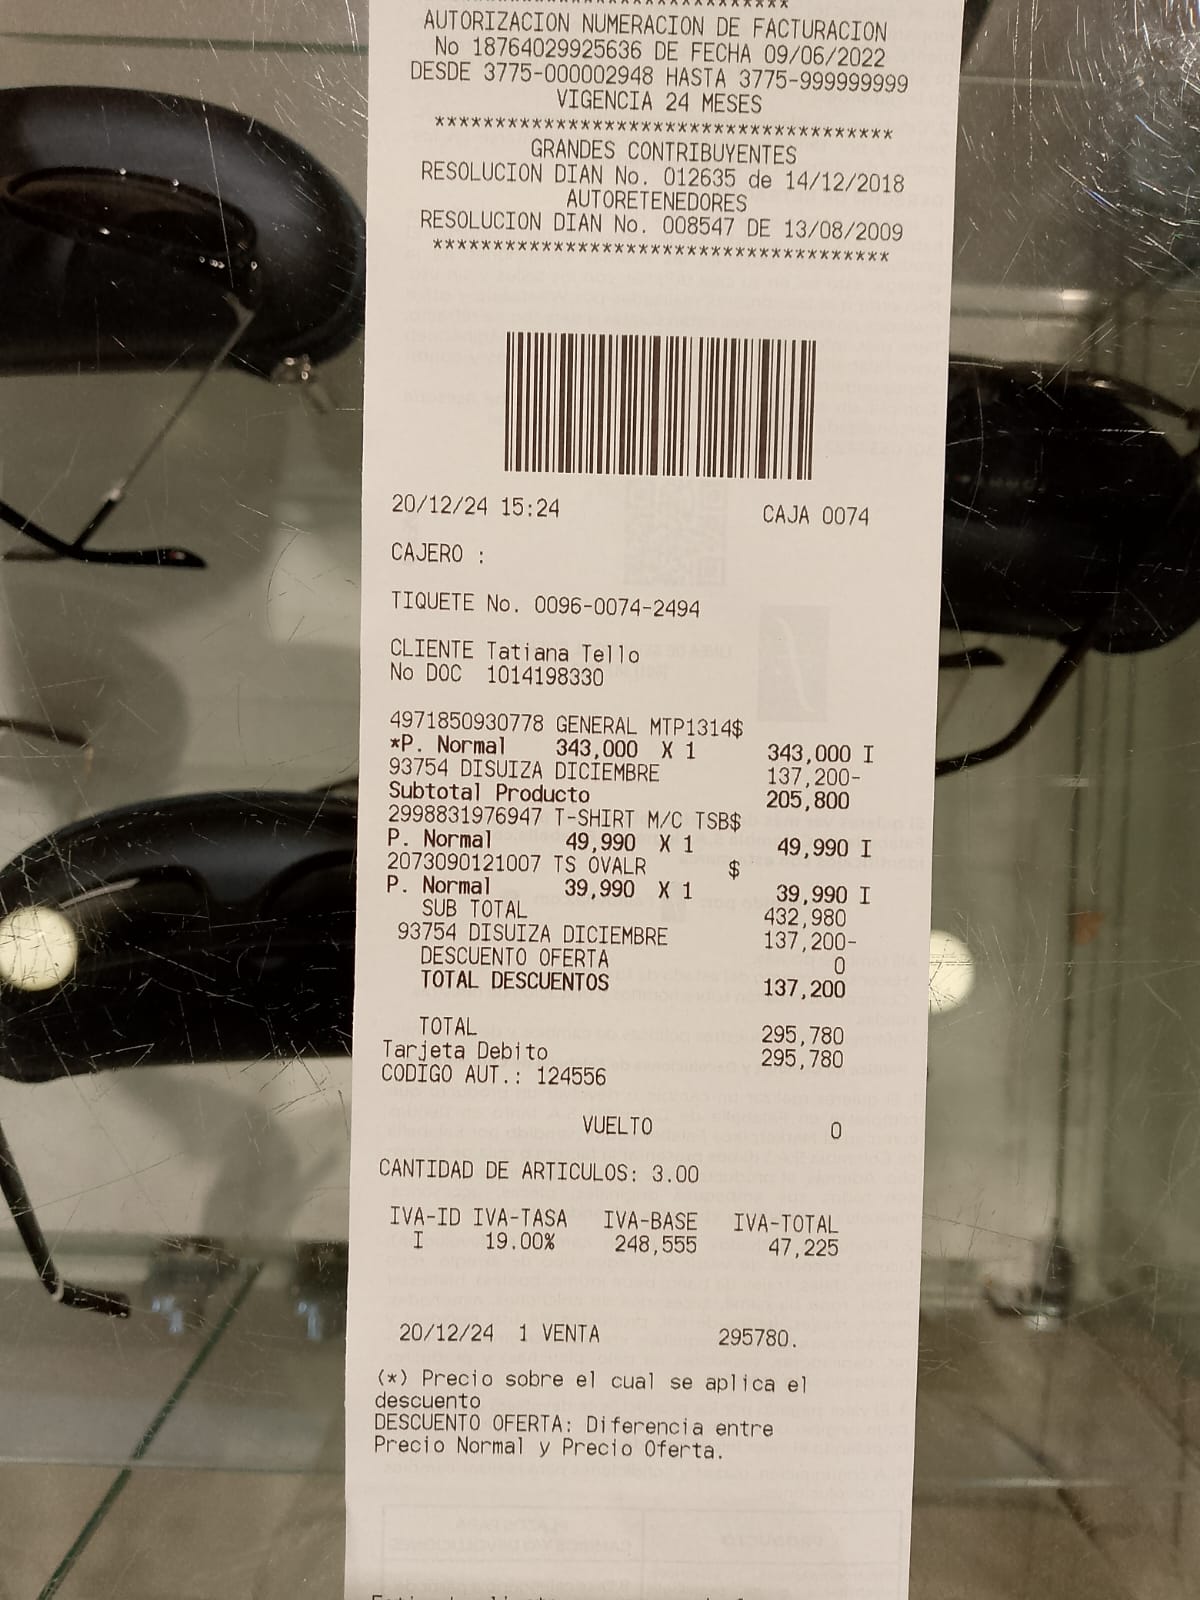 ****************************
AUTORIZACION NUMERACION DE FACTURACION
No 18764029925636 DE FECHA 09/06/2022
DESDE 3775-000002948 HASTA 3775-999999999
VIGENCIA 24 MESES
**************************************
GRANDES CONTRIBUYENTES
RESOLUCION DIAN No. 012635 de 14/12/2018
AUTORETENEDORES
RESOLUCION DIAN No. 008547 DE 13/08/2009
**************************************
20/12/24 15:24 CAJA 0074
CAJERO :
TIQUETE No. 0096-0074-2494
CLIENTE Tatiana Tello
No DOC 1014198330
4971850930778 GENERAL MTP1314$
*P. Normal 343,000 X 1 343,000 I
93754 DISUIZA DICIEMBRE 137,200-
Subtotal Producto 205,800
2998831976947 T-SHIRT M/C TSB$
P. Normal 49,990 X 1 49,990 I
2073090121007 TS OVALR $
P. Normal 39,990 X 1 39,990 I
SUB TOTAL 432,980
93754 DISUIZA DICIEMBRE 137,200-
DESCUENTO OFERTA 0
TOTAL DESCUENTOS 137,200
TOTAL 295,780
Tarjeta Debito 295,780
CODIGO AUT.: 124556
VUELTO 0
CANTIDAD DE ARTICULOS: 3.00
IVA-ID IVA-TASA IVA-BASE IVA-TOTAL
I 19.00% 248,555 47,225
20/12/24 1 VENTA 295780.
(*) Precio sobre el cual se aplica el
descuento
DESCUENTO OFERTA: Diferencia entre
Precio Normal y Precio Oferta.